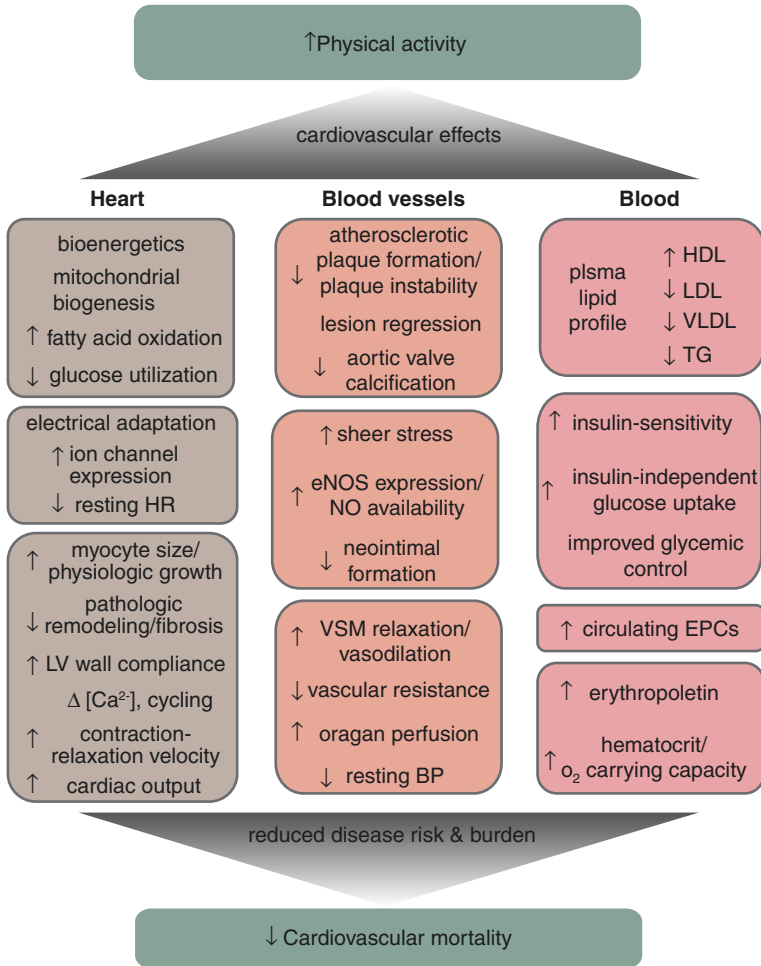 ↑Physical activity
cardiovascular effects
Heart
bioenergetics
mitochondrial
biogenesis
↑ fatty acid oxidation
↓ glucose utilization
electrical adaptation
↑ ion channel
expression
↓ resting HR
↑ myocyte size/
physiologic growth
↓ pathologic
remodeling/fibrosis
↑ LV wall compliance
Δ [Ca²⁻], cycling
↑ contraction-
relaxation velocity
↑ cardiac output
Blood vessels
atherosclerotic
↓ plaque formation/
plaque instability
lesion regression
↓ aortic valve
calcification
↑ sheer stress
↑ eNOS expression/
NO availability
↓ neointimal
formation
↑ VSM relaxation/
vasodilation
↓ vascular resistance
↑ oragan perfusion
↓ resting BP
Blood
plsma
lipid
profile
↑ HDL
↓ LDL
↓ VLDL
↓ TG
↑ insulin-sensitivity
↑ insulin-independent
glucose uptake
improved glycemic
control
↑ circulating EPCs
↑ erythropoletin
↑ hematocrit/
o₂ carrying capacity
reduced disease risk & burden
↓ Cardiovascular mortality